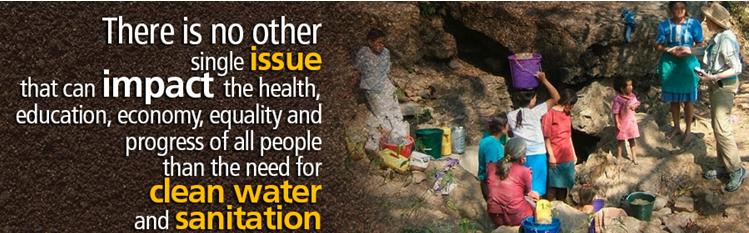 There is no other
single issue
that can impact the health,
education, economy, equality and
progress of all people
than the need for
clean water
and sanitation